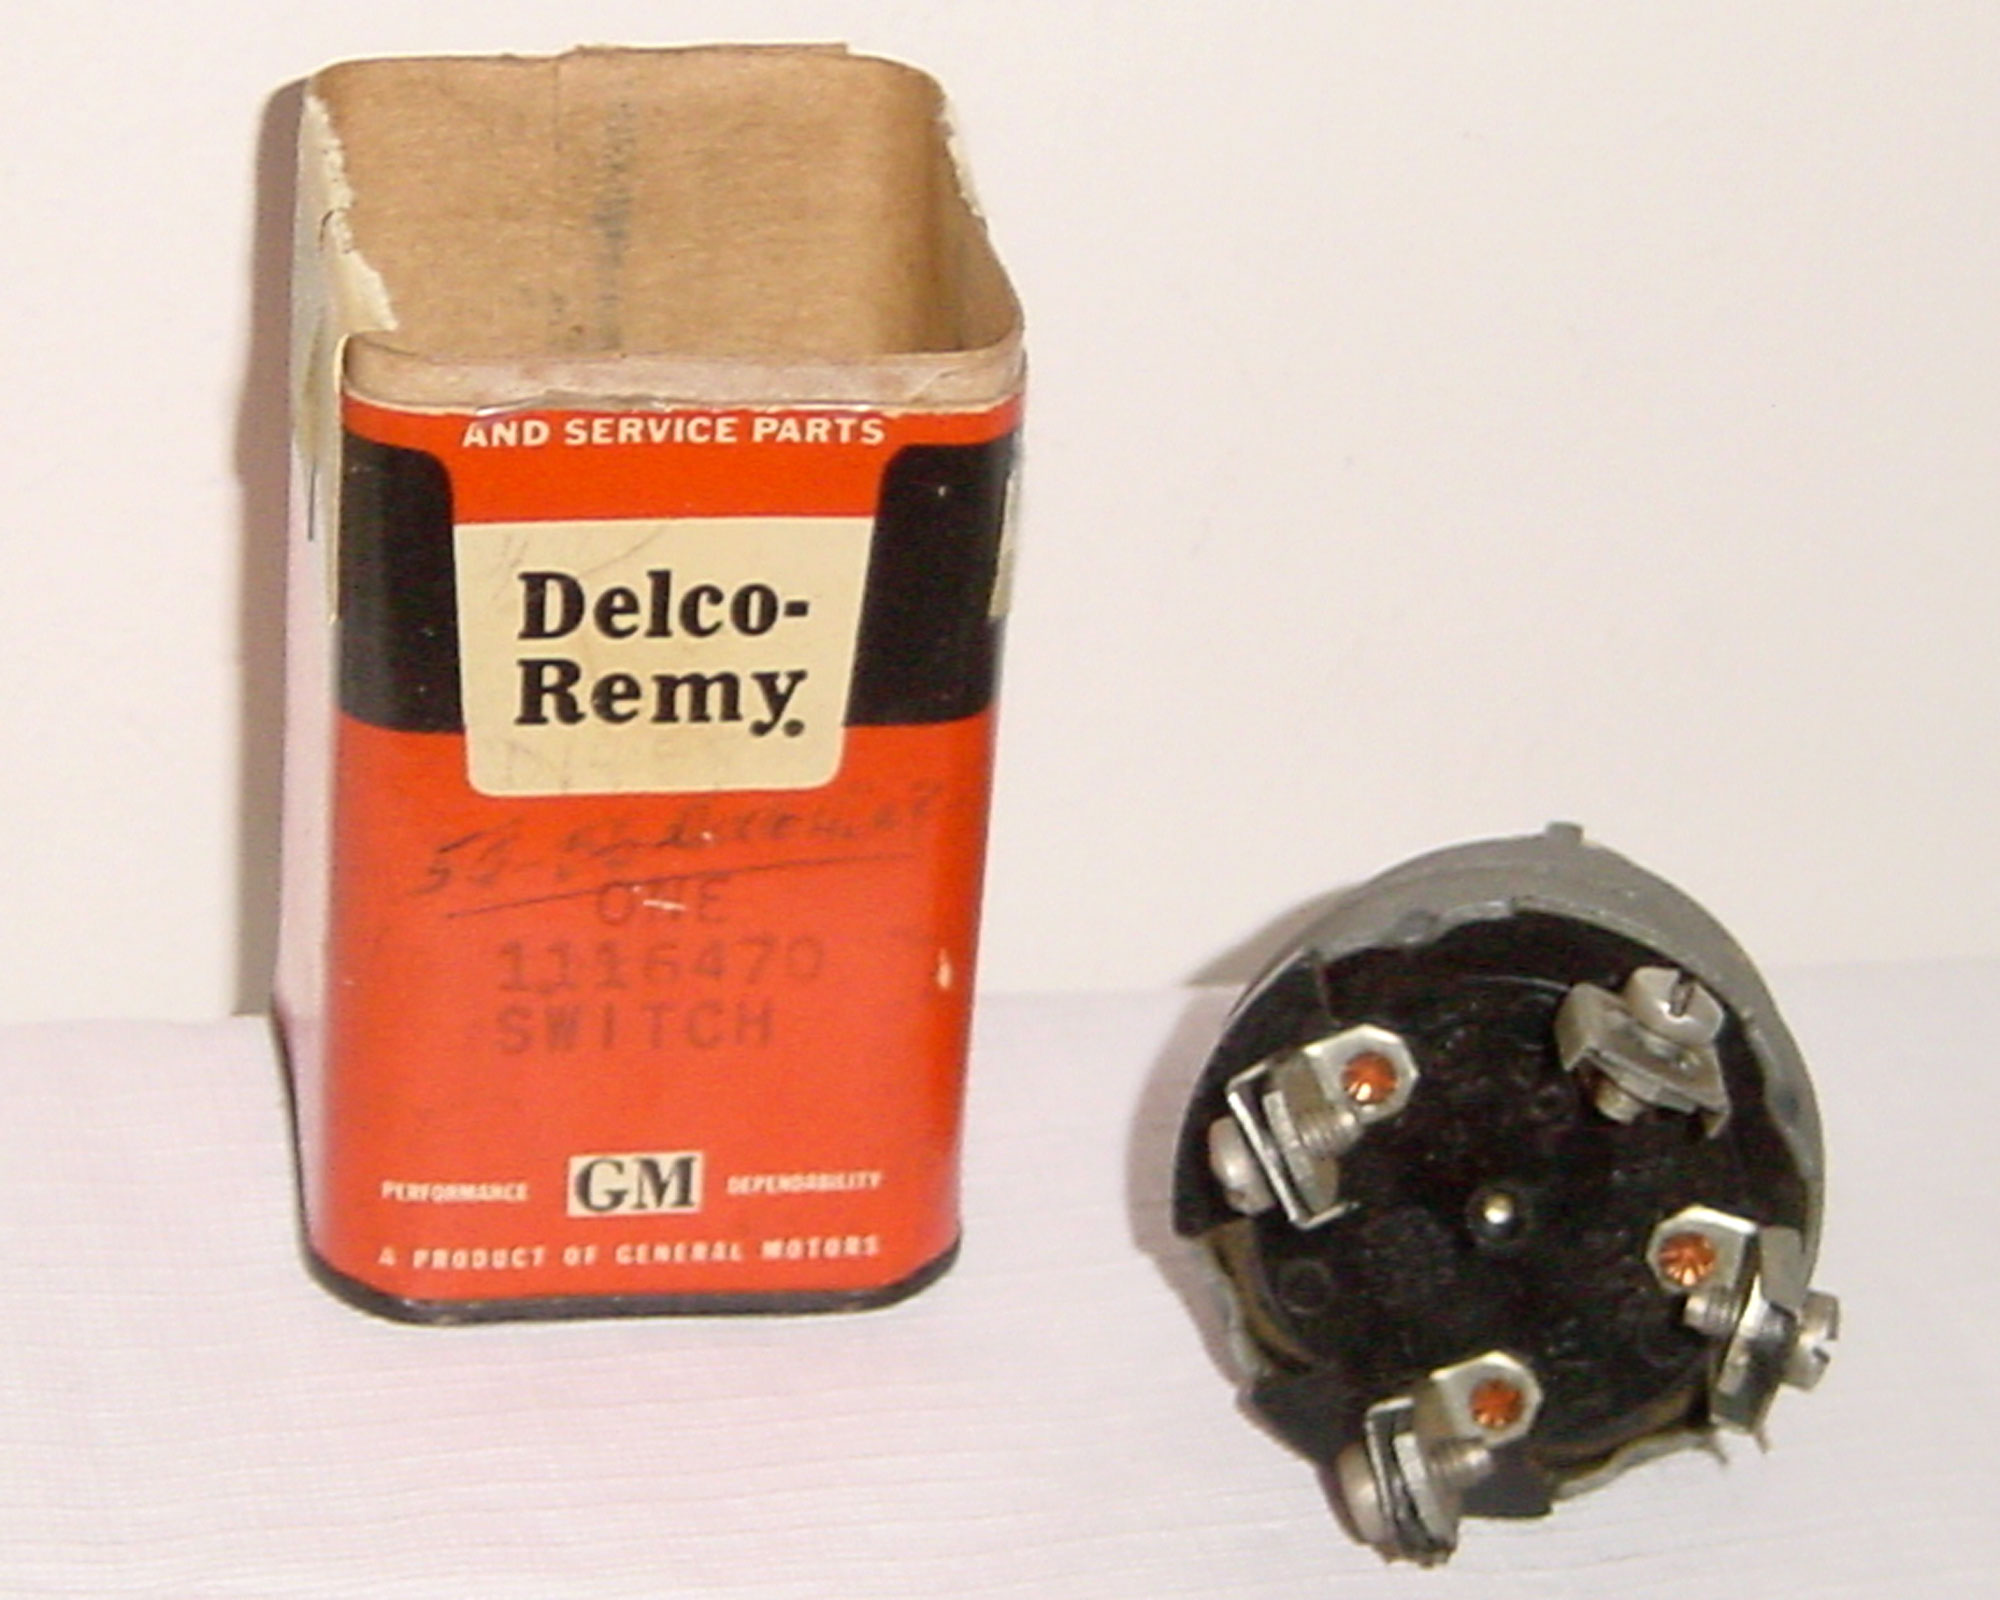 AND SERVICE PARTS
Delco-
Remy.
ONE
1116470
SWITCH
PERFORMANCE GM DEPENDABILITY
A PRODUCT OF GENERAL MOTORS